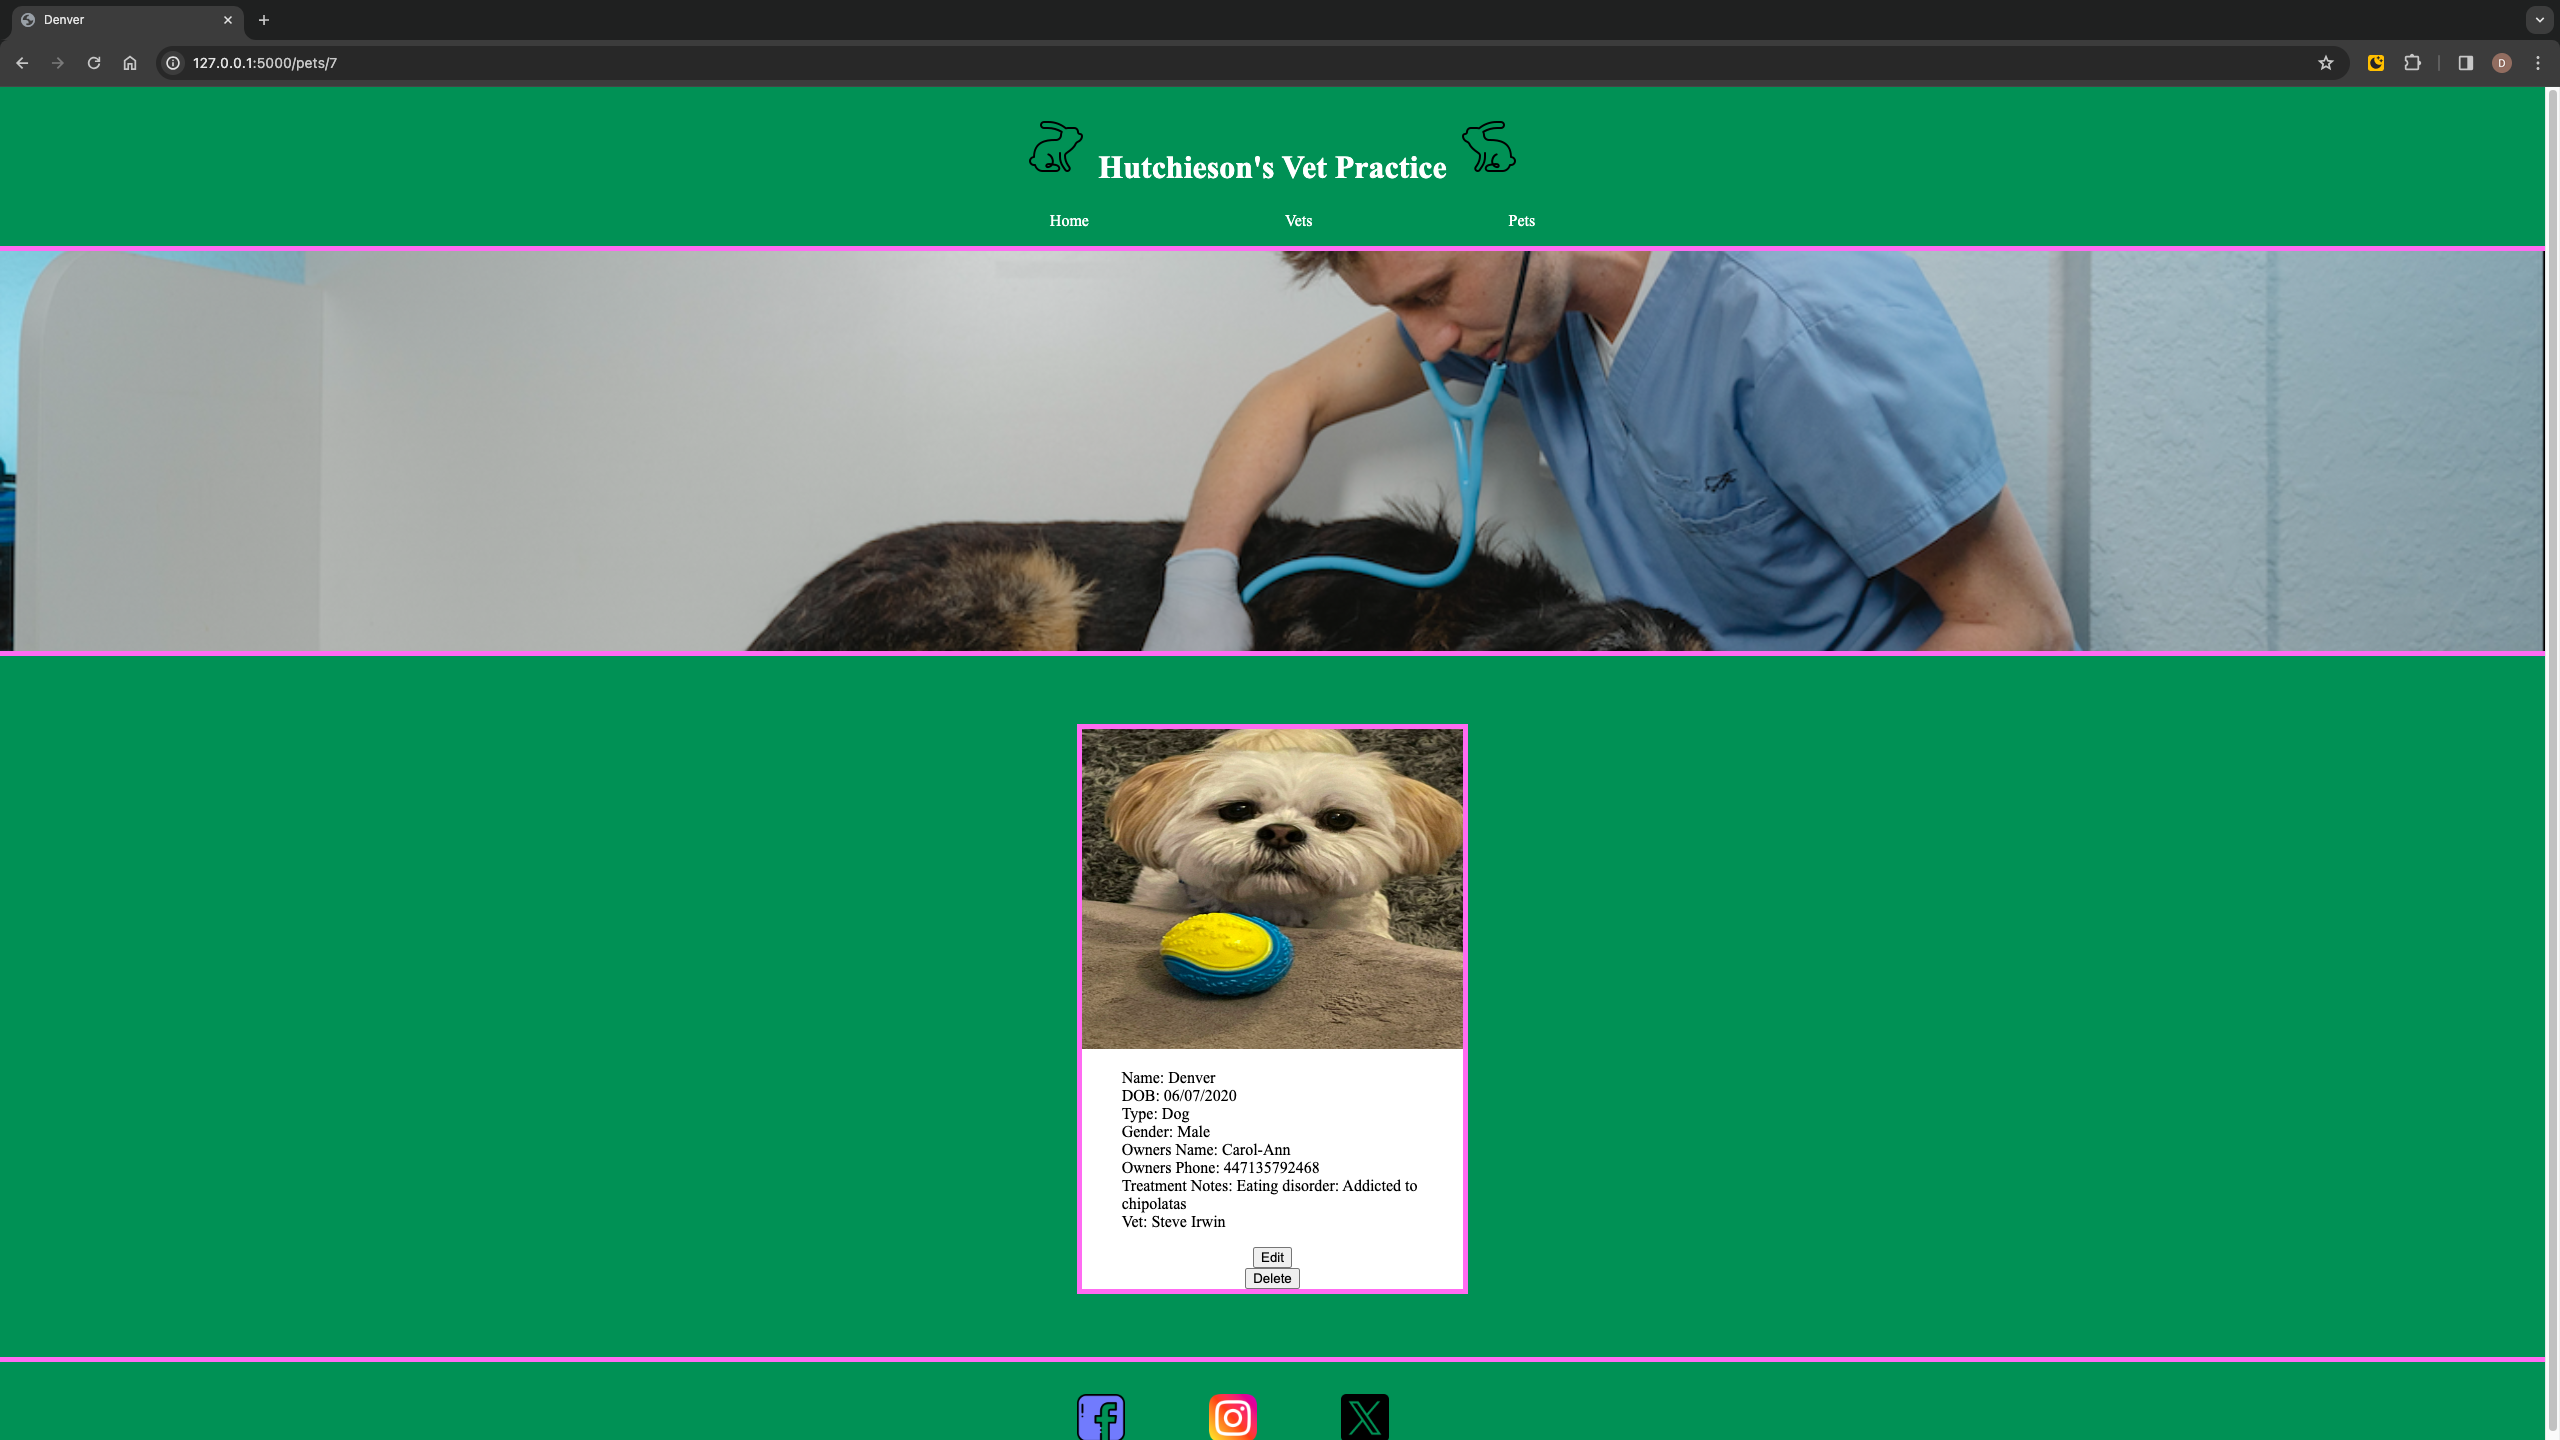 Denver
127.0.0.1:5000/pets/7
D
Hutchieson's Vet Practice
Home
Vets
Pets
Name: Denver
DOB: 06/07/2020
Type: Dog
Gender: Male
Owners Name: Carol-Ann
Owners Phone: 447135792468
Treatment Notes: Eating disorder: Addicted to
chipolatas
Vet: Steve Irwin
Edit
Delete